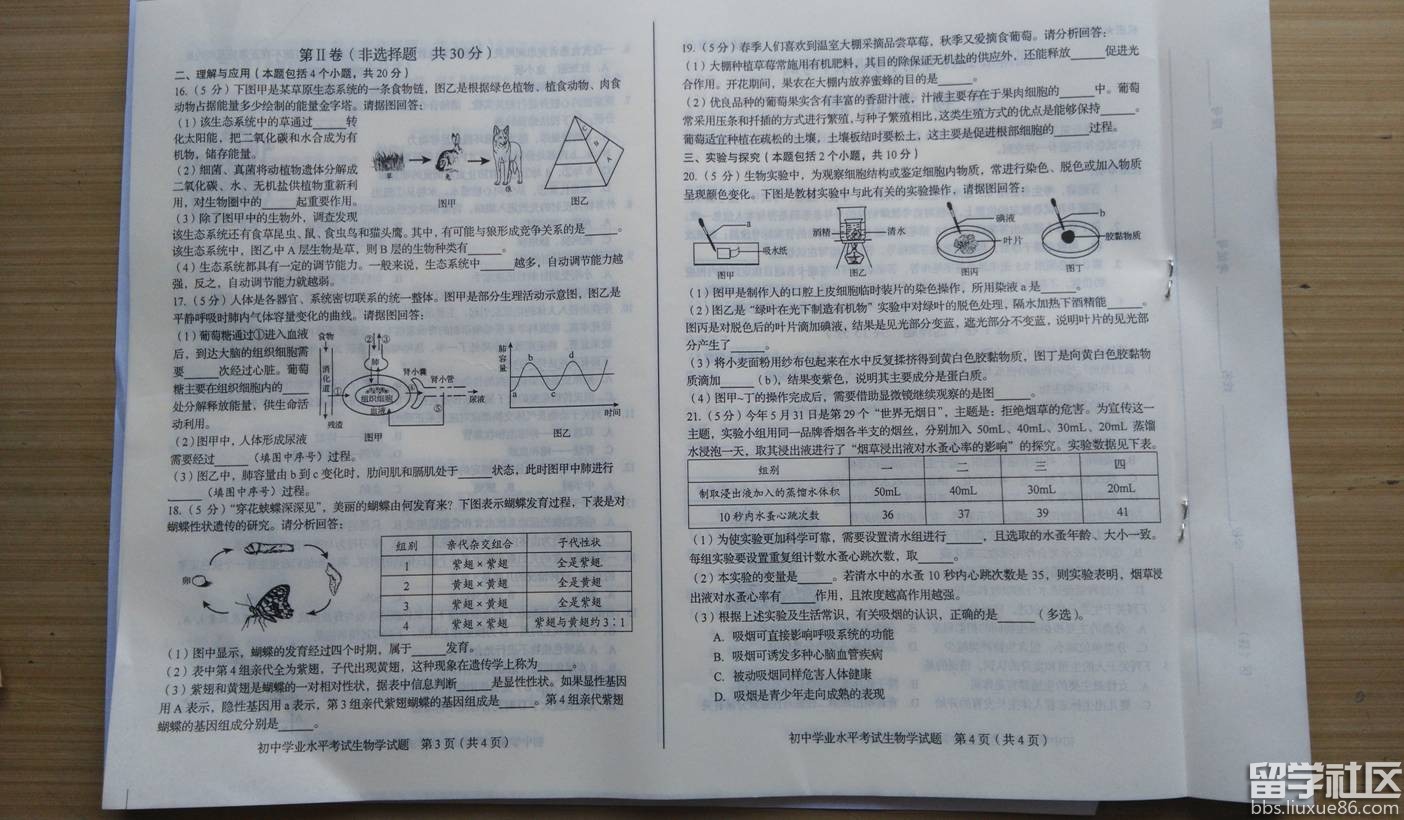 第Ⅱ卷（非选择题 共30分）
二、理解与应用（本题包括4个小题，共20分）
16.（5分）下图甲是某草原生态系统的一条食物链，图乙是根据绿色植物、植食动物、肉食
动物占据能量多少绘制的能量金字塔。请据图回答：
（1）该生态系统中的草通过______转
化太阳能，把二氧化碳和水合成为有
机物，储存能量。
（2）细菌、真菌将动植物遗体分解成
二氧化碳、水、无机盐供植物重新利
用，对生物圈中的______起重要作用。
（3）除了图甲中的生物外，调查发现
草
兔
狼
图甲
C
B
A
图乙
该生态系统还有食草昆虫、鼠、食虫鸟和猫头鹰。其中，有可能与狼形成竞争关系的是______。
该生态系统中，图乙中A层生物是草，则B层的生物种类有______。
（4）生态系统都具有一定的调节能力。一般来说，生态系统中______越多，自动调节能力越
强，反之，自动调节能力就越弱。
17.（5分）人体是各器官、系统密切联系的统一整体。图甲是部分生理活动示意图，图乙是
平静呼吸时肺内气体容量变化的曲线。请据图回答：
（1）葡萄糖通过①进入血液
后，到达大脑的组织细胞需
要______次经过心脏。葡萄
糖主要在组织细胞内的______
处分解释放能量，供生命活
动利用。
（2）图甲中，人体形成尿液
需要经过______（填图中序号）过程。
食物
消化道
残渣
①
②
③
肺
组织细胞
血液
肾小囊
肾小管
⑤
尿液
图甲
肺容量
a
b
c
d
时间
图乙
（3）图乙中，肺容量由b到c变化时，肋间肌和膈肌处于______状态，此时图甲中肺进行
______（填图中序号）过程。
18.（5分）“穿花蛱蝶深深见”，美丽的蝴蝶由何发育来？下图表示蝴蝶发育过程，下表是对
蝴蝶性状遗传的研究。请分析回答：
卵
组别 亲代杂交组合 子代性状
1 紫翅×紫翅 全是紫翅
2 黄翅×黄翅 全是黄翅
3 紫翅×黄翅 全是紫翅
4 紫翅×紫翅 紫翅与黄翅约3：1
（1）图中显示，蝴蝶的发育经过四个时期，属于______发育。
（2）表中第4组亲代全为紫翅，子代出现黄翅，这种现象在遗传学上称为______。
（3）紫翅和黄翅是蝴蝶的一对相对性状，据表中信息判断______是显性性状。如果显性基因
用A表示，隐性基因用a表示，第3组亲代紫翅蝴蝶的基因组成是______。第4组亲代紫翅
蝴蝶的基因组成分别是______。
初中学业水平考试生物学试题 第3页（共4页）
19.（5分）春季人们喜欢到温室大棚采摘品尝草莓，秋季又爱摘食葡萄。请分析回答：
（1）大棚种植草莓常施用有机肥料，其目的除保证无机盐的供应外，还能释放______促进光
合作用。开花期间，果农在大棚内放养蜜蜂的目的是______。
（2）优良品种的葡萄果实含有丰富的香甜汁液，汁液主要存在于果肉细胞的______中。葡萄
常采用压条和扦插的方式进行繁殖，与种子繁殖相比，这类生殖方式的优点是能够保持______。
葡萄适宜种植在疏松的土壤，土壤板结时要松土，这主要是促进根部细胞的______过程。
三、实验与探究（本题包括2个小题，共10分）
20.（5分）生物实验中，为观察细胞结构或鉴定细胞内物质，常进行染色、脱色或加入物质
呈现颜色变化。下图是教材实验中与此有关的实验操作，请据图回答：
a
吸水纸
图甲
酒精
清水
图乙
碘液
叶片
图丙
b
胶黏物质
图丁
（1）图甲是制作人的口腔上皮细胞临时装片的染色操作，所用染液a是______。
（2）图乙是“绿叶在光下制造有机物”实验中对绿叶的脱色处理，隔水加热下酒精能______。
图丙是对脱色后的叶片滴加碘液，结果是见光部分变蓝，遮光部分不变蓝，说明叶片的见光部
分产生了______。
（3）将小麦面粉用纱布包起来在水中反复揉挤得到黄白色胶黏物质，图丁是向黄白色胶黏物
质滴加______（b），结果变紫色，说明其主要成分是蛋白质。
（4）图甲~丁的操作完成后，需要借助显微镜继续观察的是图______。
21.（5分）今年5月31日是第29个“世界无烟日”，主题是：拒绝烟草的危害。为宣传这一
主题，实验小组用同一品牌香烟各半支的烟丝，分别加入50mL、40mL、30mL、20mL蒸馏
水浸泡一天，取其浸出液进行了“烟草浸出液对水蚤心率的影响”的探究。实验数据见下表。
组别 一 二 三 四
制取浸出液加入的蒸馏水体积 50mL 40mL 30mL 20mL
10秒内水蚤心跳次数 36 37 39 41
（1）为使实验更加科学可靠，需要设置清水组进行______，且选取的水蚤年龄、大小一致。
每组实验要设置重复组计数水蚤心跳次数，取______。
（2）本实验的变量是______。若清水中的水蚤10秒内心跳次数是35，则实验表明，烟草浸
出液对水蚤心率有______作用，且浓度越高作用越强。
（3）根据上述实验及生活常识，有关吸烟的认识，正确的是______（多选）。
A. 吸烟可直接影响呼吸系统的功能
B. 吸烟可诱发多种心脑血管疾病
C. 被动吸烟同样危害人体健康
D. 吸烟是青少年走向成熟的表现
初中学业水平考试生物学试题 第4页（共4页）
留学社区
bbs.liuxue86.com